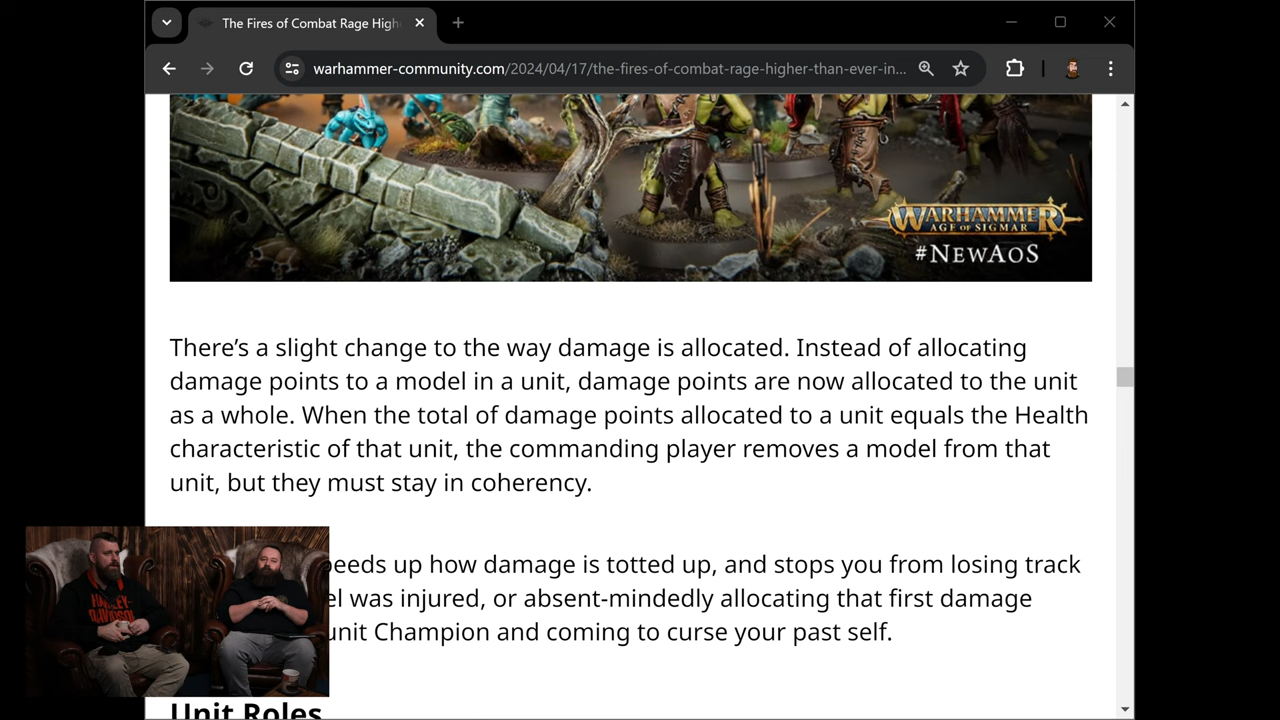 The Fires of Combat Rage High
warhammer-community.com/2024/04/17/the-fires-of-combat-rage-higher-than-ever-in...
WARHAMMER
AGE OF SIGMAR
#NEWAOS
There’s a slight change to the way damage is allocated. Instead of allocating
damage points to a model in a unit, damage points are now allocated to the unit
as a whole. When the total of damage points allocated to a unit equals the Health
characteristic of that unit, the commanding player removes a model from that
unit, but they must stay in coherency.
eeds up how damage is totted up, and stops you from losing track
el was injured, or absent-mindedly allocating that first damage
unit Champion and coming to curse your past self.
HARLEY-
DAVIDSON
Unit Roles